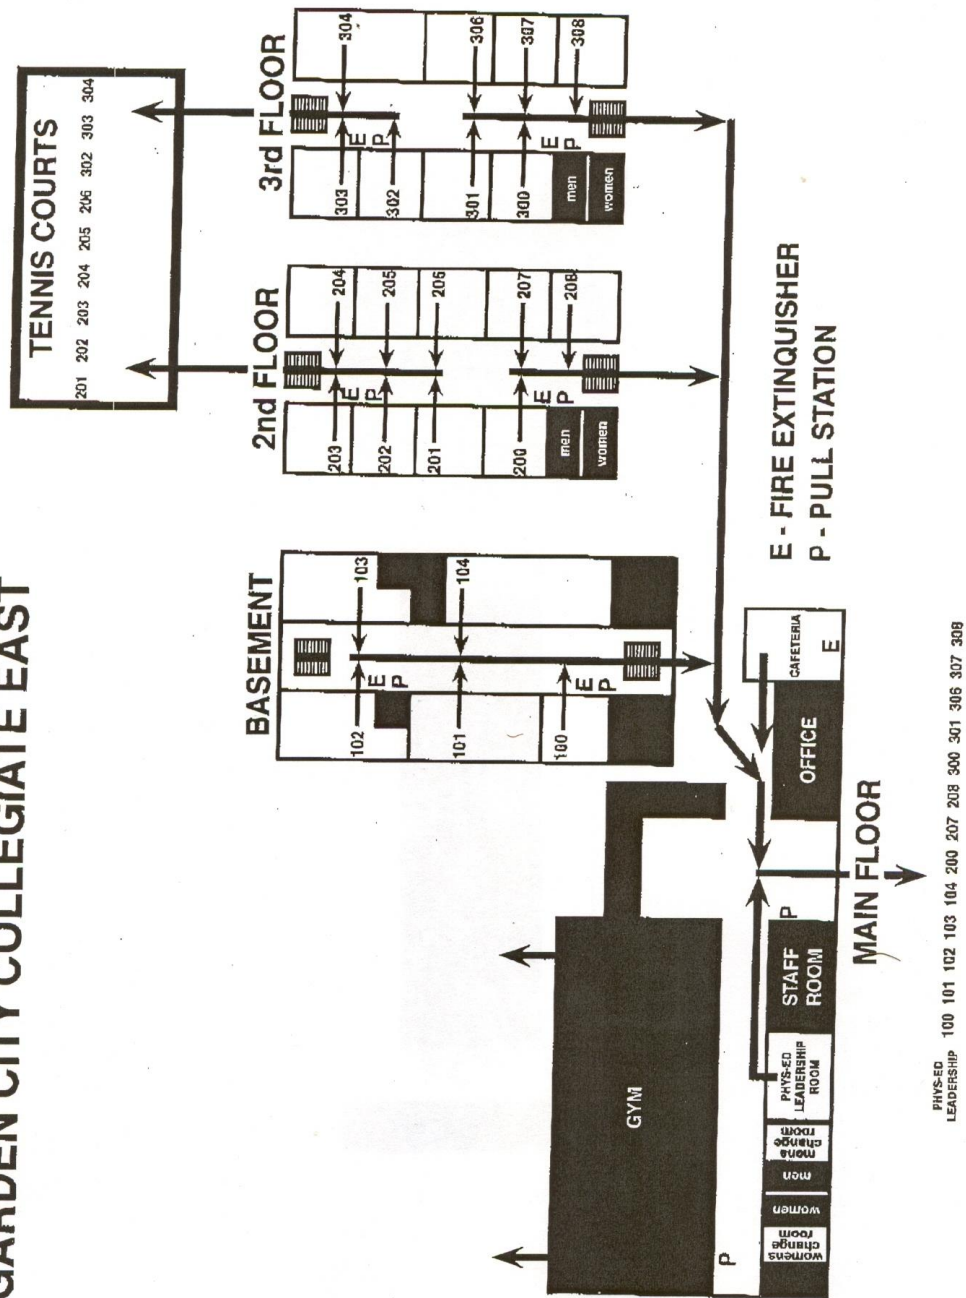 GARDEN CITY COLLEGIATE EAST
TENNIS COURTS
201 202 203 204 205 206 302 303 304
BASEMENT
102
103
101
104
100
E
P
E
P
2nd FLOOR
203
204
202
205
201
206
200
207
208
E
P
E
P
men
women
3rd FLOOR
303
304
302
301
306
300
307
308
E
P
E
P
men
women
GYM
P
womens
change
room
women
men
mens
change
room
PHYS-ED
LEADERSHIP
ROOM
STAFF
ROOM
P
OFFICE
CAFETERIA
E
MAIN FLOOR
E - FIRE EXTINQUISHER
P - PULL STATION
PHYS-ED
LEADERSHIP 100 101 102 103 104 200 207 208 300 301 306 307 308